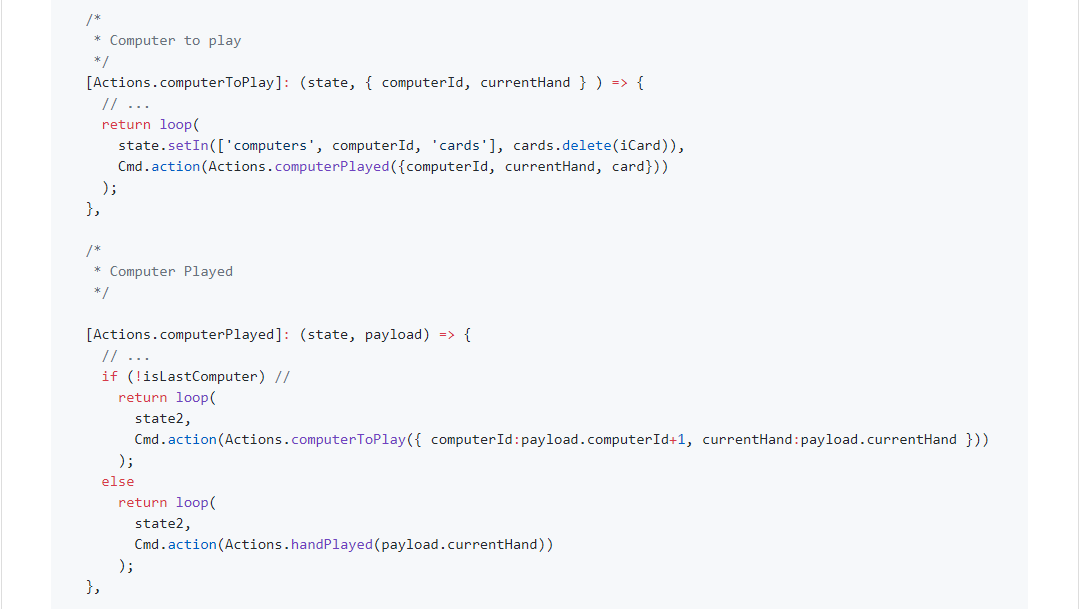 /*
 * Computer to play
 */
[Actions.computerToPlay]: (state, { computerId, currentHand } ) => {
  // ...
  return loop(
    state.setIn(['computers', computerId, 'cards'], cards.delete(iCard)),
    Cmd.action(Actions.computerPlayed({computerId, currentHand, card}))
  );
},

/*
 * Computer Played
 */

[Actions.computerPlayed]: (state, payload) => {
  // ...
  if (!isLastComputer) //
    return loop(
      state2,
      Cmd.action(Actions.computerToPlay({ computerId:payload.computerId+1, currentHand:payload.currentHand }))
    );
  else
    return loop(
      state2,
      Cmd.action(Actions.handPlayed(payload.currentHand))
    );
},